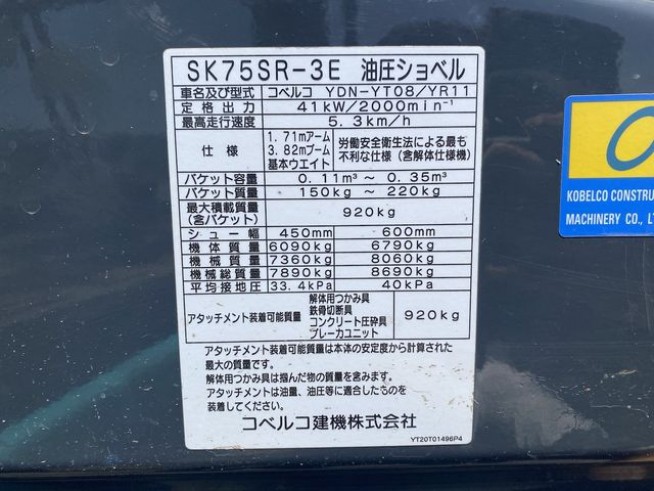 SK75SR-3E 油圧ショベル
車名及び型式 コベルコ YDN-YT08/YR11
定格出力 41kW/2000min⁻¹
最高走行速度 5.3km/h
仕様 1.71mアーム 3.82mブーム 基本ウエイト 労働安全衛生法による最も不利な仕様(含解体仕様機)
バケット容量 0.11m³ ~ 0.35m³
バケット質量 150kg ~ 220kg
最大積載質量(含バケット) 920kg
シュー幅 450mm 600mm
機体質量 6090kg 6790kg
機械質量 7360kg 8060kg
機械総質量 7890kg 8690kg
平均接地圧 33.4kPa 40kPa
アタッチメント装着可能質量 解体用つかみ具 鉄骨切断具 コンクリート圧砕具 ブレーカユニット 920kg
アタッチメント装着可能質量は本体の安定度から計算された
最大の質量です。
解体用つかみ具は掴んだ物の質量を含みます。
アタッチメントは油量、油圧等に適合したものを
装着してください。
コベルコ建機株式会社
YT20T01496P4
KOBELCO CONSTRU
MACHINERY CO., LT